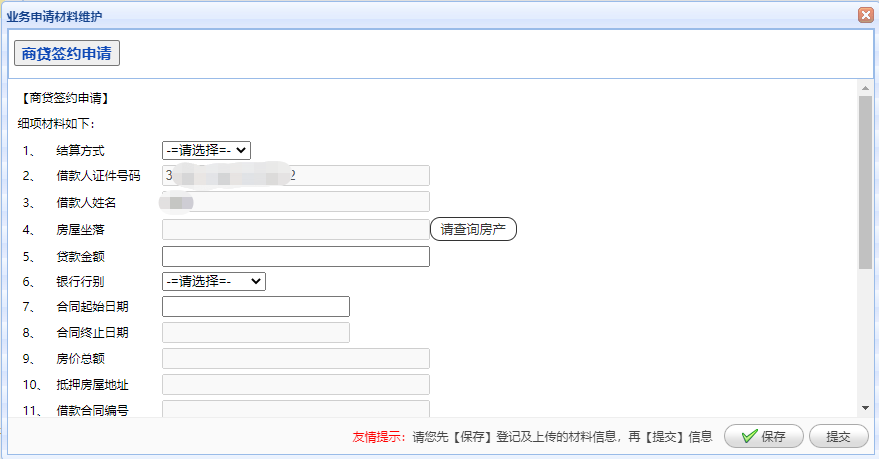 业务申请材料维护
商贷签约申请
【商贷签约申请】
细项材料如下：
1、 结算方式 -=请选择=-
2、 借款人证件号码 3 2
3、 借款人姓名
4、 房屋坐落 请查询房产
5、 贷款金额
6、 银行行别 -=请选择=-
7、 合同起始日期
8、 合同终止日期
9、 房价总额
10、 抵押房屋地址
11、 借款合同编号
友情提示：请您先【保存】登记及上传的材料信息，再【提交】信息 保存 提交